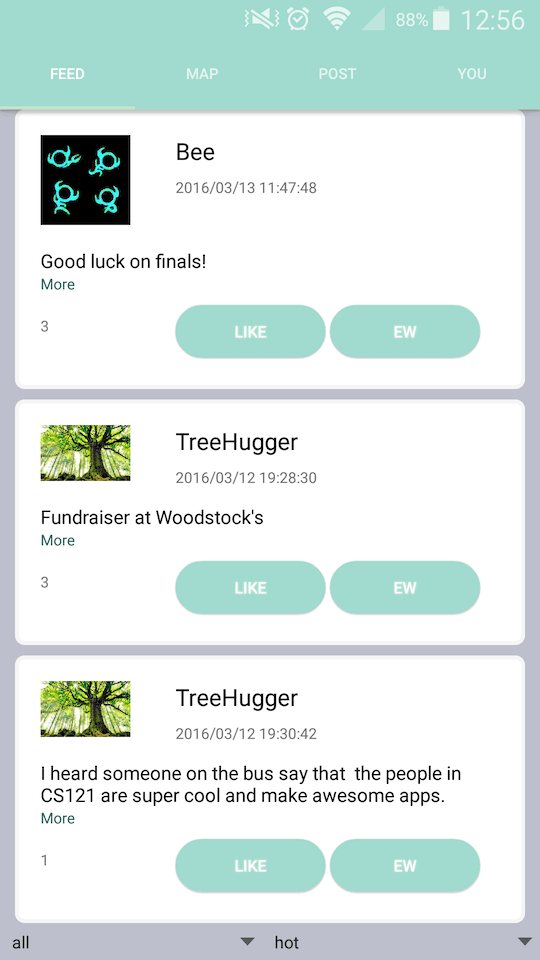 88% 12:56
FEED MAP POST YOU
Bee
2016/03/13 11:47:48
Good luck on finals!
More
3 LIKE EW
TreeHugger
2016/03/12 19:28:30
Fundraiser at Woodstock's
More
3 LIKE EW
TreeHugger
2016/03/12 19:30:42
I heard someone on the bus say that  the people in
CS121 are super cool and make awesome apps.
More
1 LIKE EW
all hot